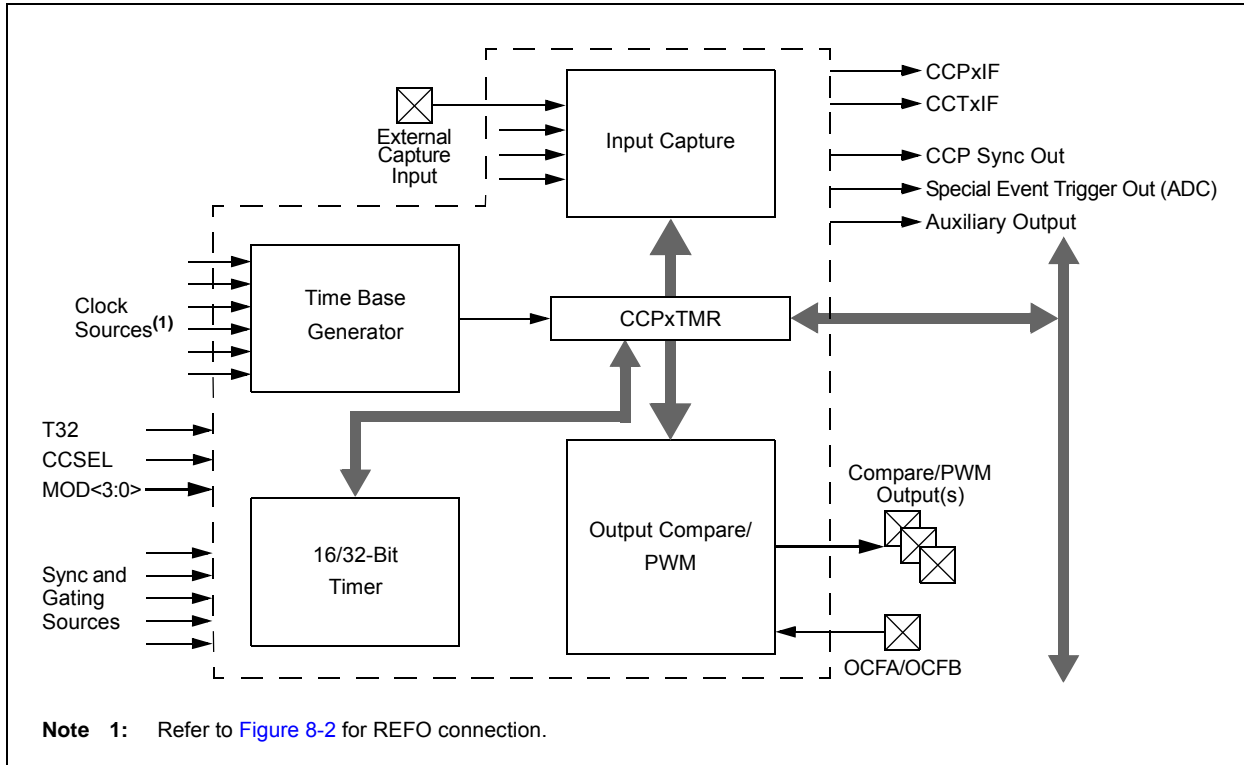 CCPxIF
CCTxIF
External
Capture
Input
Input Capture
CCP Sync Out
Special Event Trigger Out (ADC)
Auxiliary Output
Clock
Sources(1)
Time Base
Generator
CCPxTMR
T32
CCSEL
MOD<3:0>
Compare/PWM
Output(s)
16/32-Bit
Timer
Output Compare/
PWM
Sync and
Gating
Sources
OCFA/OCFB
Note 1: Refer to Figure 8-2 for REFO connection.